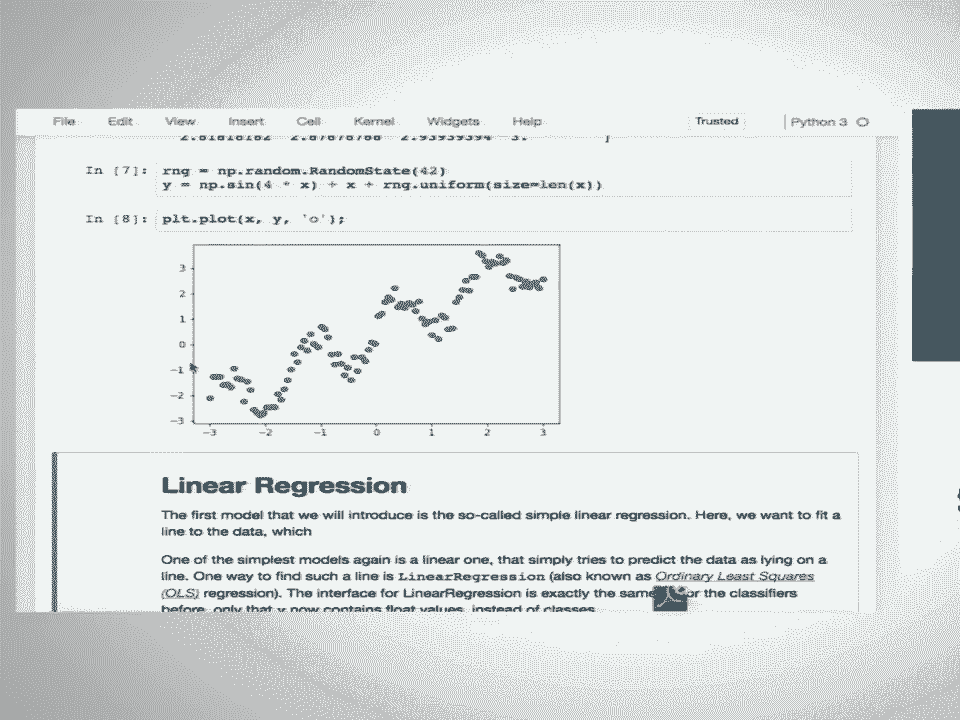 File Edit View Insert Cell Kernel Widgets Help Trusted Python 3
2.81818182 2.87878788 2.93939394 3. ]
In [7]: rng = np.random.RandomState(42)
y = np.sin(4 * x) + x + rng.uniform(size=len(x))
In [8]: plt.plot(x, y, 'o');
3
2
1
0
−1
−2
−3
−3 −2 −1 0 1 2 3
Linear Regression
The first model that we will introduce is the so-called simple linear regression. Here, we want to fit a
line to the data, which
One of the simplest models again is a linear one, that simply tries to predict the data as lying on a
line. One way to find such a line is LinearRegression (also known as Ordinary Least Squares
(OLS) regression). The interface for LinearRegression is exactly the same or the classifiers
before, only that y now contains float values, instead of classes.